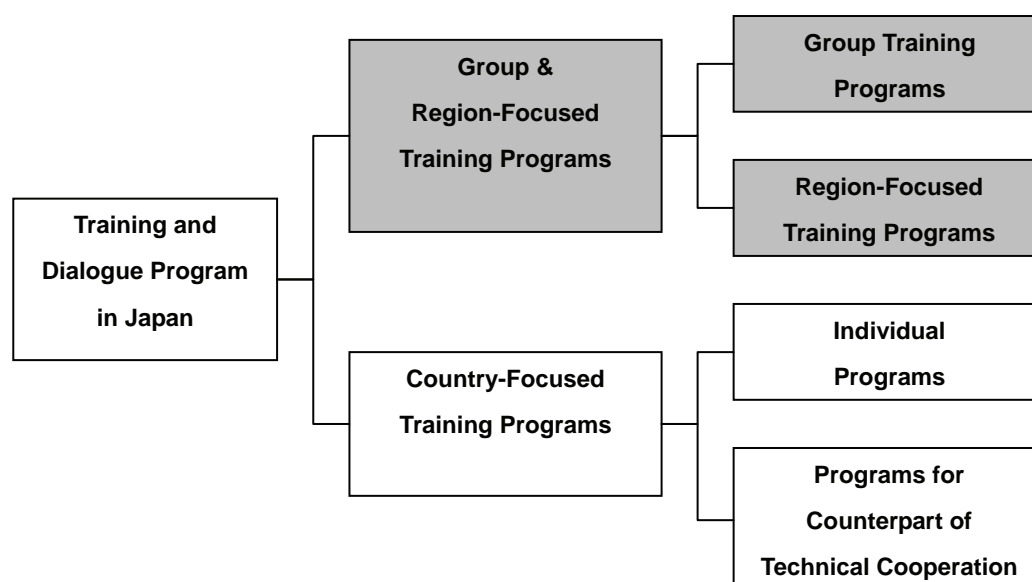 Training and
Dialogue Program
in Japan
Group &
Region-Focused
Training Programs
Group Training
Programs
Region-Focused
Training Programs
Country-Focused
Training Programs
Individual
Programs
Programs for
Counterpart of
Technical Cooperation